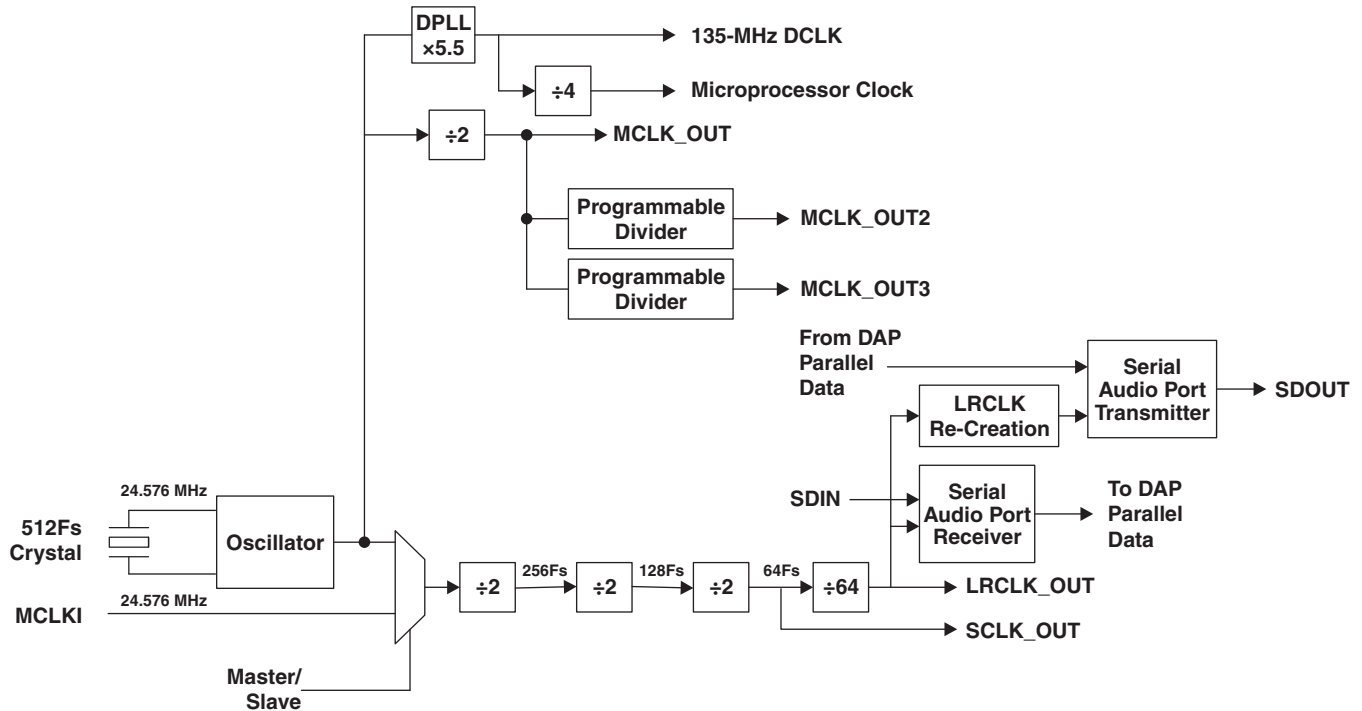 DPLL
×5.5
135-MHz DCLK
÷4
Microprocessor Clock
÷2
MCLK_OUT
Programmable
Divider
MCLK_OUT2
Programmable
Divider
MCLK_OUT3
From DAP
Parallel
Data
Serial
Audio Port
Transmitter
SDOUT
LRCLK
Re-Creation
24.576 MHz
512Fs
Crystal
Oscillator
SDIN
Serial
Audio Port
Receiver
To DAP
Parallel
Data
MCLKI
24.576 MHz
÷2
256Fs
÷2
128Fs
÷2
64Fs
÷64
LRCLK_OUT
SCLK_OUT
Master/
Slave